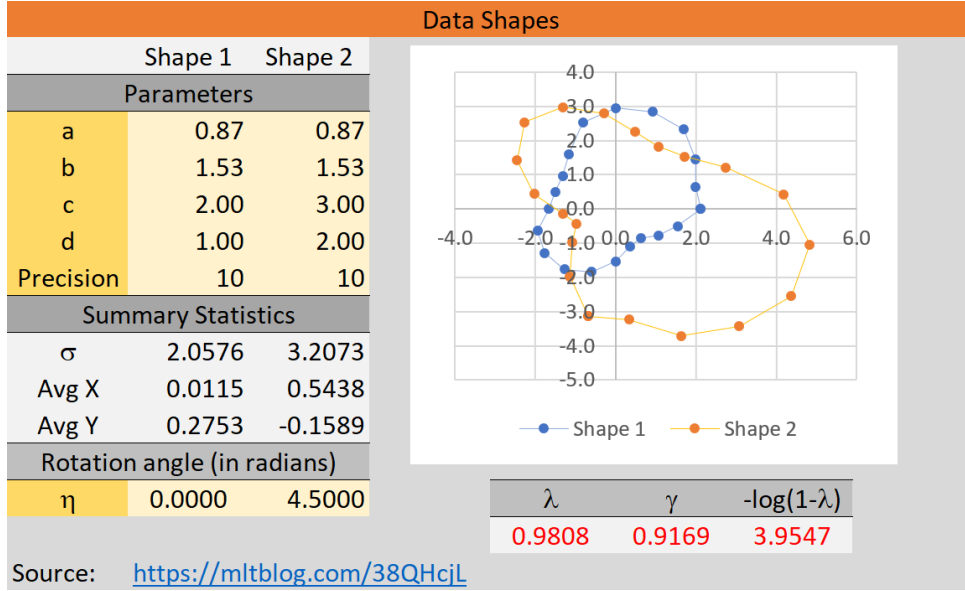 Data Shapes
Shape 1 Shape 2
Parameters
a 0.87 0.87
b 1.53 1.53
c 2.00 3.00
d 1.00 2.00
Precision 10 10
Summary Statistics
σ 2.0576 3.2073
Avg X 0.0115 0.5438
Avg Y 0.2753 -0.1589
Rotation angle (in radians)
η 0.0000 4.5000
4.0
3.0
2.0
1.0
0.0
-4.0 -2.0 -1.0 0.0 2.0 4.0 6.0
-2.0
-3.0
-4.0
-5.0
Shape 1 Shape 2
λ γ -log(1-λ)
0.9808 0.9169 3.9547
Source: https://mltblog.com/38QHcjL